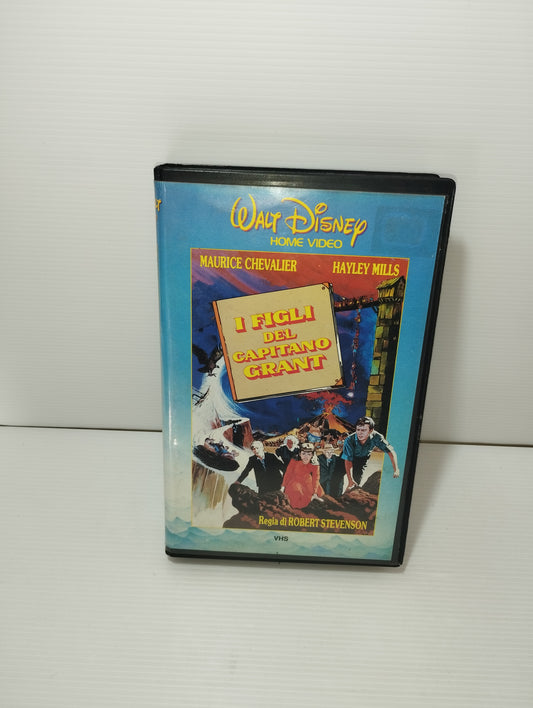 WALT DISNEY
HOME VIDEO
MAURICE CHEVALIER HAYLEY MILLS
I FIGLI
DEL
CAPITANO
GRANT
Regia di ROBERT STEVENSON
VHS